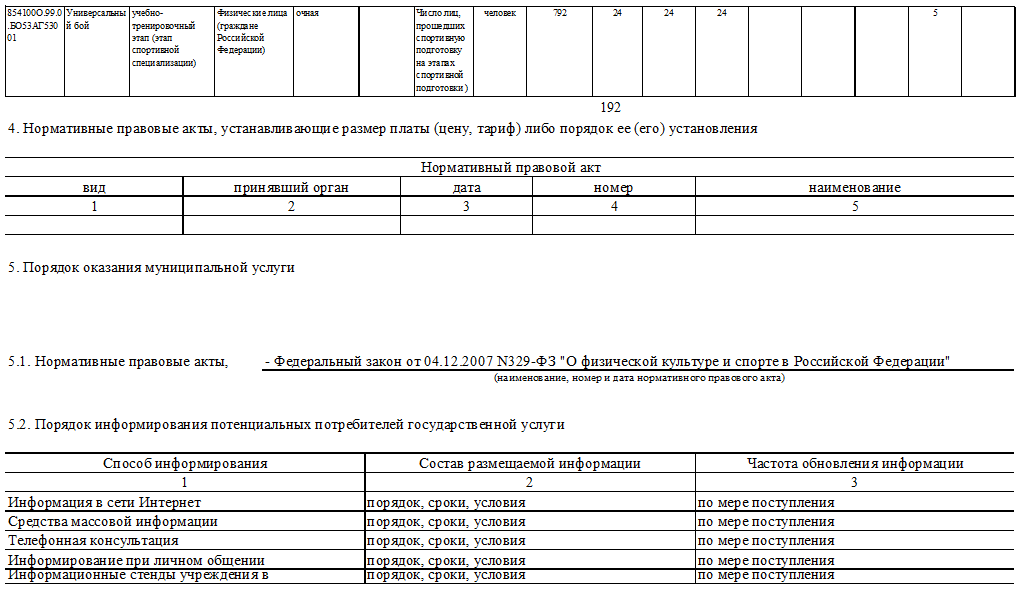 854100О.99.0 Универсальны учебно- Физические лица очная Число лиц, человек 792 24 24 24 5 24
.БО53АГ530 й бой тренировочный (граждане прошедших
01 этап (этап Российской спортивную
спортивной Федерации) подготовку
специализации) на этапах
спортивной
подготовки )
192
4. Нормативные правовые акты, устанавливающие размер платы (цену, тариф) либо порядок ее (его) установления
Нормативный правовой акт
вид принявший орган дата номер наименование
1 2 3 4 5
5. Порядок оказания муниципальной услуги
5.1. Нормативные правовые акты, - Федеральный закон от 04.12.2007 N329-ФЗ "О физической культуре и спорте в Российской Федерации"
(наименование, номер и дата нормативного правового акта)
5.2. Порядок информирования потенциальных потребителей государственной услуги
Способ информирования Состав размещаемой информации Частота обновления информации
1 2 3
Информация в сети Интернет порядок, сроки, условия по мере поступления
Средства массовой информации порядок, сроки, условия по мере поступления
Телефонная консультация порядок, сроки, условия по мере поступления
Информирование при личном общении порядок, сроки, условия по мере поступления
Информационные стенды учреждения в порядок, сроки, условия по мере поступления